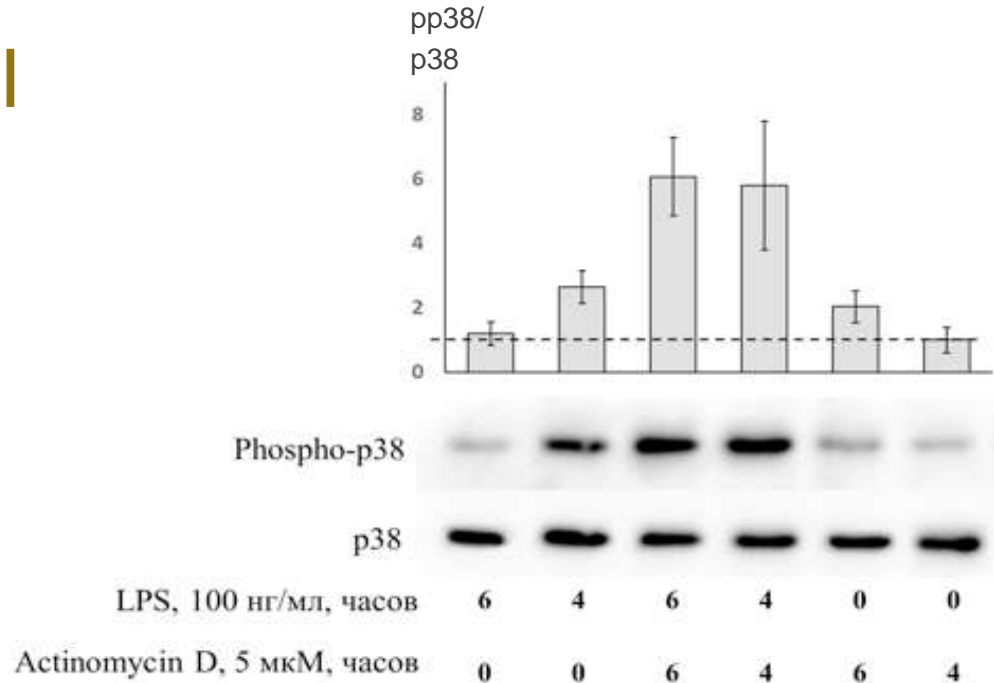 pp38/
p38
8
6
4
2
0
Phospho-p38
p38
LPS, 100 нг/мл, часов 6 4 6 4 0 0
Actinomycin D, 5 мкМ, часов 0 0 6 4 6 4